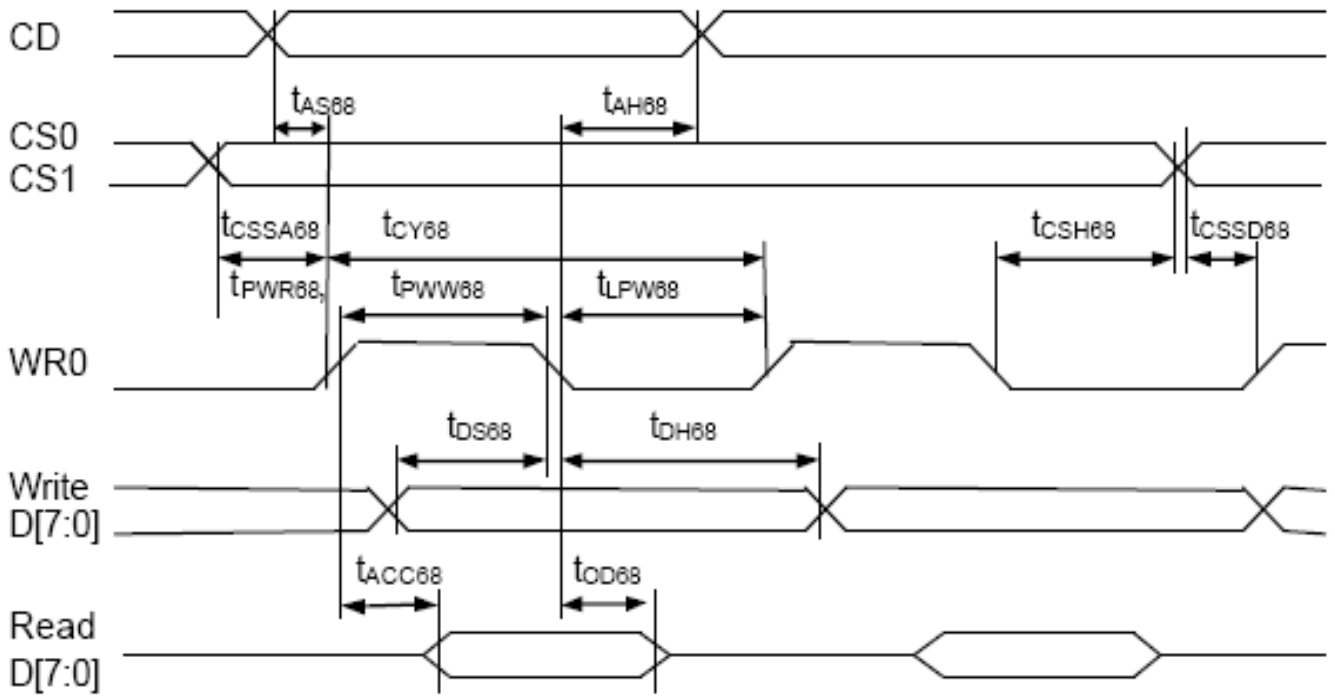 CD
tAS68 tAH68
CS0
CS1
tCSSA68 tCY68 tCSH68 tCSSD68
tPWR68, tPWW68 tLPW68
WR0
tDS68 tDH68
Write
D[7:0]
tACC68 tOD68
Read
D[7:0]